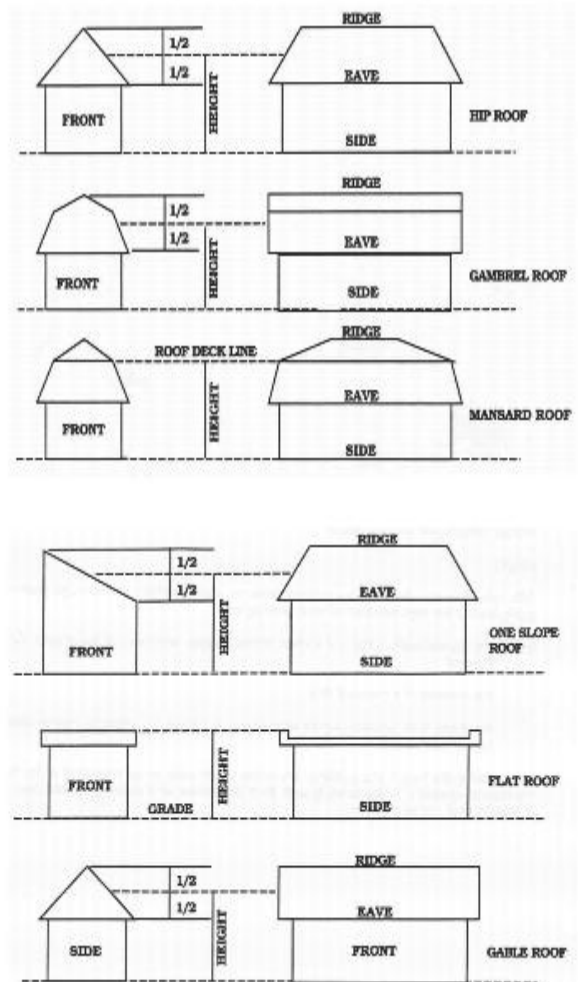 RIDGE
1/2
1/2
HEIGHT
FRONT
EAVE
SIDE
HIP ROOF
RIDGE
1/2
1/2
HEIGHT
FRONT
EAVE
SIDE
GAMBREL ROOF
RIDGE
ROOF DECK LINE
HEIGHT
FRONT
EAVE
SIDE
MANSARD ROOF
RIDGE
1/2
1/2
HEIGHT
FRONT
EAVE
SIDE
ONE SLOPE
ROOF
HEIGHT
FRONT
GRADE
SIDE
FLAT ROOF
RIDGE
1/2
1/2
HEIGHT
SIDE
EAVE
FRONT
GABLE ROOF